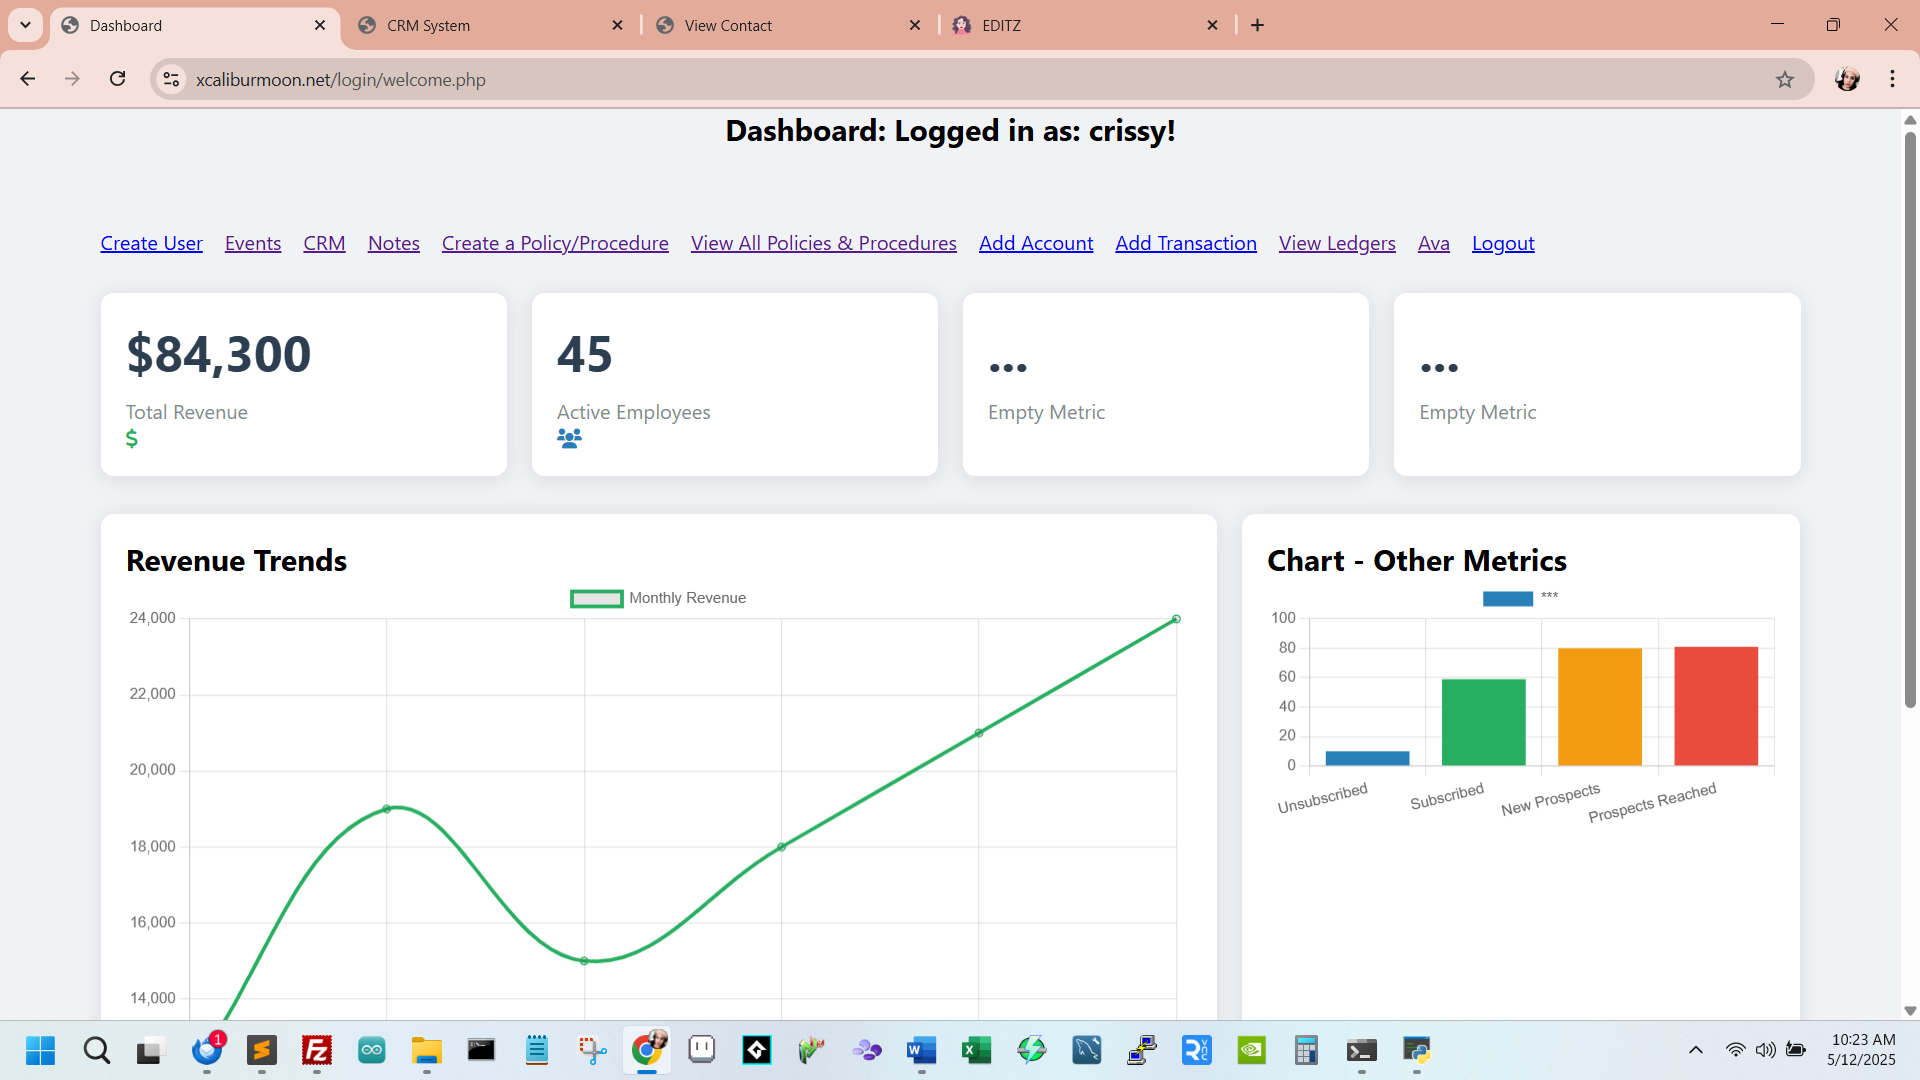 Dashboard
CRM System
View Contact
EDITZ
xcaliburmoon.net/login/welcome.php
Dashboard: Logged in as: crissy!
Create User Events CRM Notes Create a Policy/Procedure View All Policies & Procedures Add Account Add Transaction View Ledgers Ava Logout
$84,300
Total Revenue
$
45
Active Employees
...
Empty Metric
...
Empty Metric
Revenue Trends
Monthly Revenue
24,000
22,000
20,000
18,000
16,000
14,000
Chart - Other Metrics
***
100
80
60
40
20
0
Unsubscribed
Subscribed
New Prospects
Prospects Reached
1
10:23 AM
5/12/2025